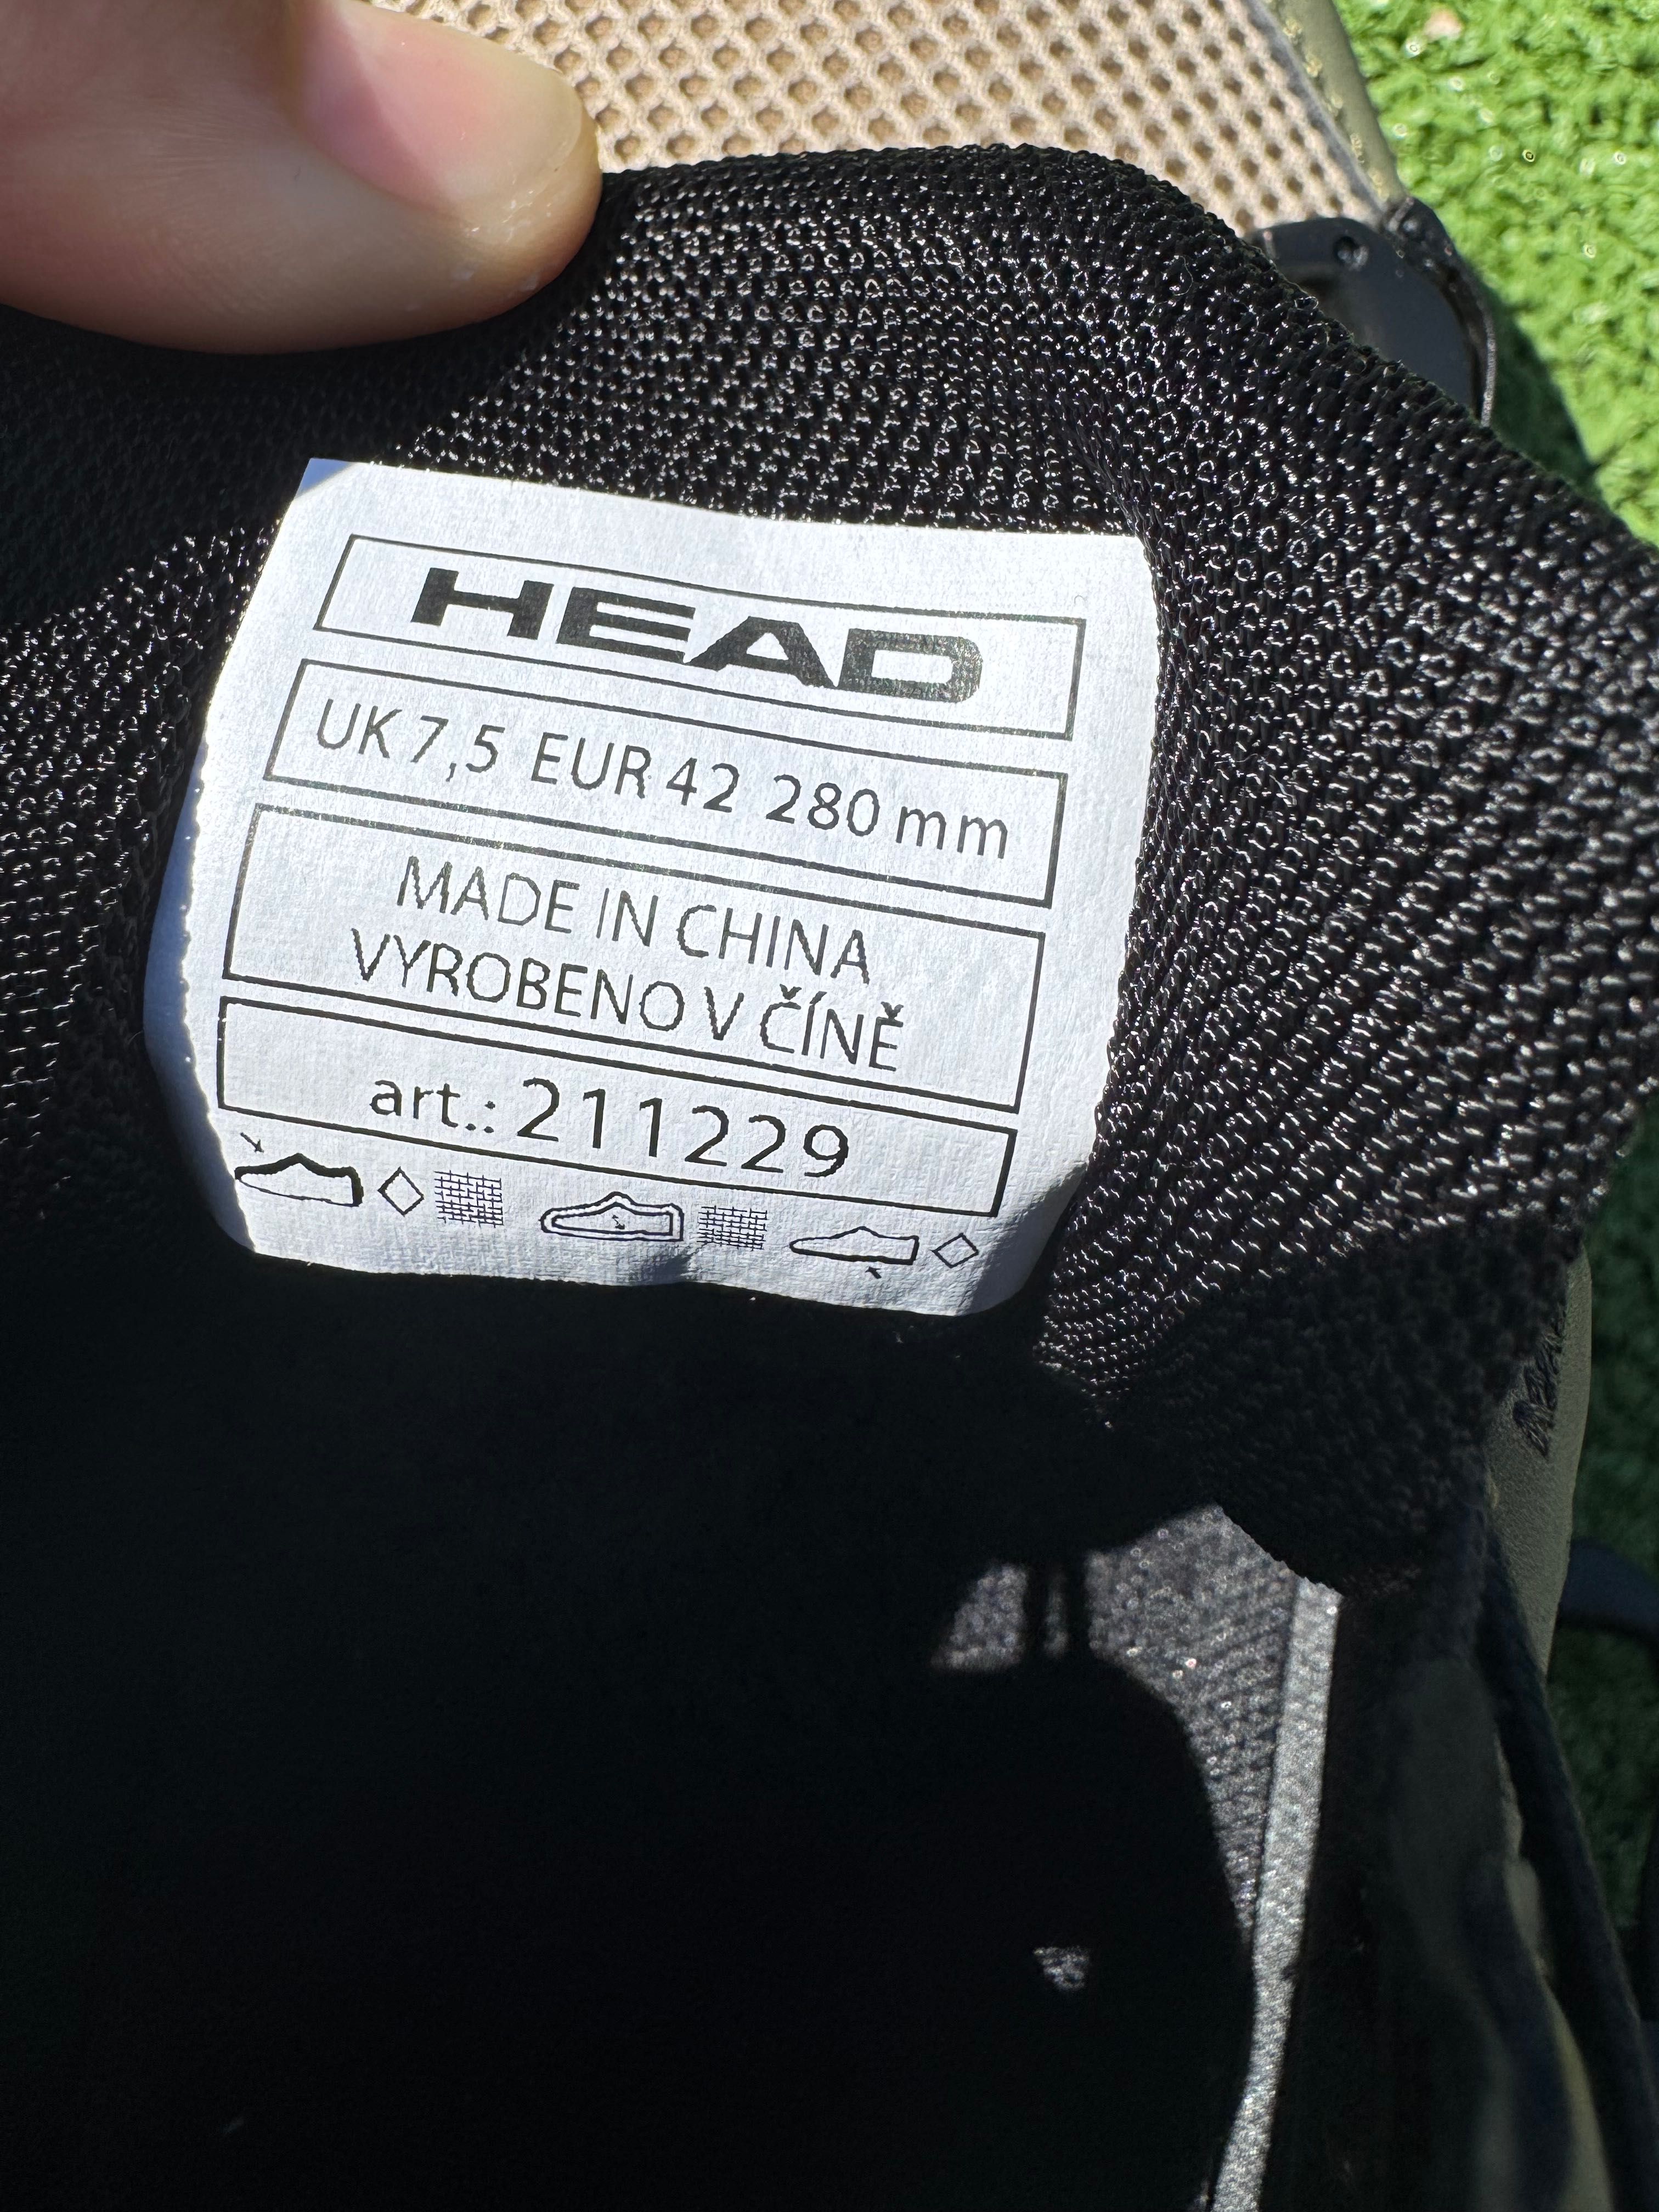 HEAD
UK 7,5 EUR 42 280 mm
MADE IN CHINA
VYROBENO V ČÍNĚ
art.: 211229